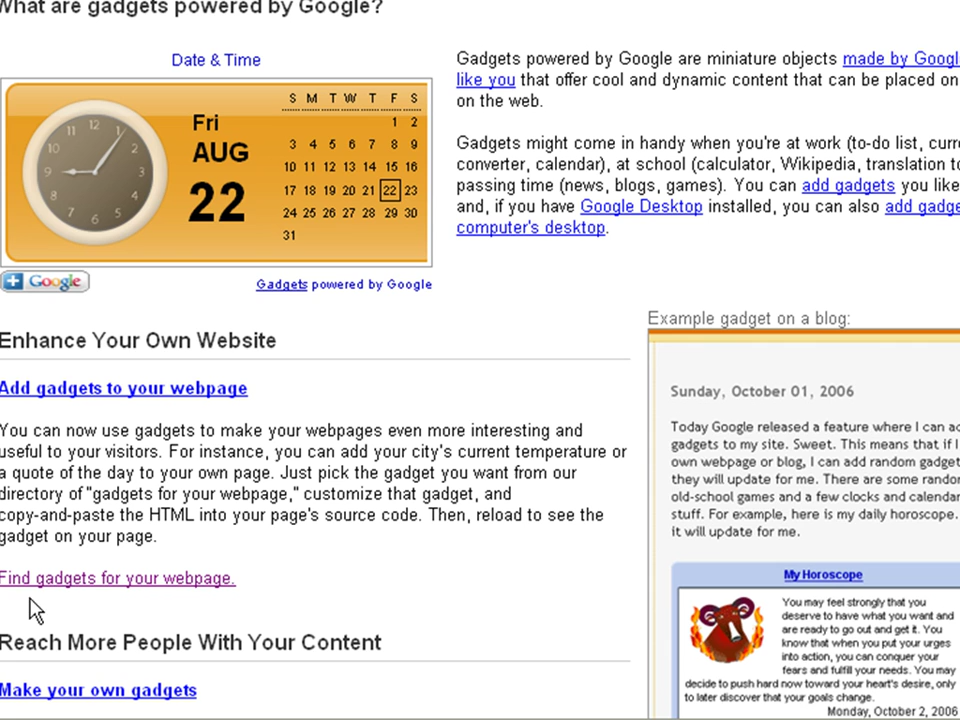 What are gadgets powered by Google?
Date & Time
12
11
1
10
9
3
8
4
7
5
6
Fri
AUG
22
S M T W T F S
1 2
3 4 5 6 7 8 9
10 11 12 13 14 15 16
17 18 19 20 21 22 23
24 25 26 27 28 29 30
31
Google
Gadgets powered by Google
Gadgets powered by Google are miniature objects made by Googl
like you that offer cool and dynamic content that can be placed on
on the web.
Gadgets might come in handy when you're at work (to-do list, curre
converter, calendar), at school (calculator, Wikipedia, translation to
passing time (news, blogs, games). You can add gadgets you like
and, if you have Google Desktop installed, you can also add gadge
computer's desktop.
Enhance Your Own Website
Add gadgets to your webpage
You can now use gadgets to make your webpages even more interesting and
useful to your visitors. For instance, you can add your city's current temperature or
a quote of the day to your own page. Just pick the gadget you want from our
directory of "gadgets for your webpage," customize that gadget, and
copy-and-paste the HTML into your page's source code. Then, reload to see the
gadget on your page.
Find gadgets for your webpage.
Reach More People With Your Content
Make your own gadgets
Example gadget on a blog:
Sunday, October 01, 2006
Today Google released a feature where I can ad
gadgets to my site. Sweet. This means that if I
own webpage or blog, I can add random gadget
they will update for me. There are some random
old-school games and a few clocks and calendar
stuff. For example, here is my daily horoscope.
it will update for me.
My Horoscope
You may feel strongly that you
deserve to have what you want and
are ready to go out and get it. You
know that when you put your urges
into action, you can conquer your
fears and fulfill your needs. You may
decide to push hard now toward your heart's desire, only
to later discover that your goals change.
Monday, October 2, 2006